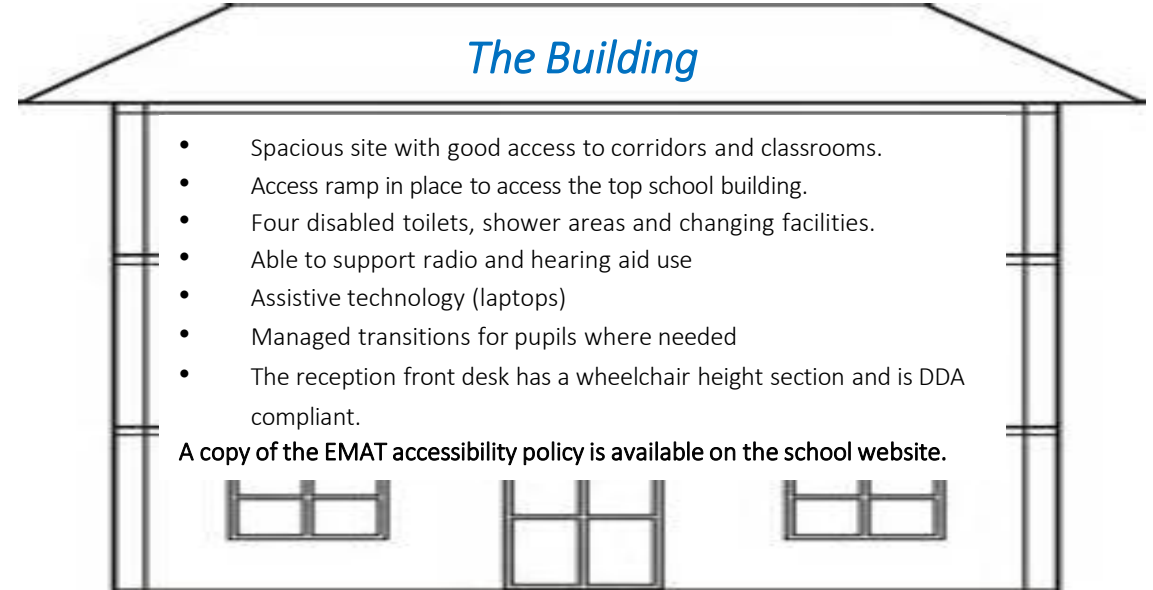 The Building
• Spacious site with good access to corridors and classrooms.
• Access ramp in place to access the top school building.
• Four disabled toilets, shower areas and changing facilities.
• Able to support radio and hearing aid use
• Assistive technology (laptops)
• Managed transitions for pupils where needed
• The reception front desk has a wheelchair height section and is DDA
compliant.
A copy of the EMAT accessibility policy is available on the school website.